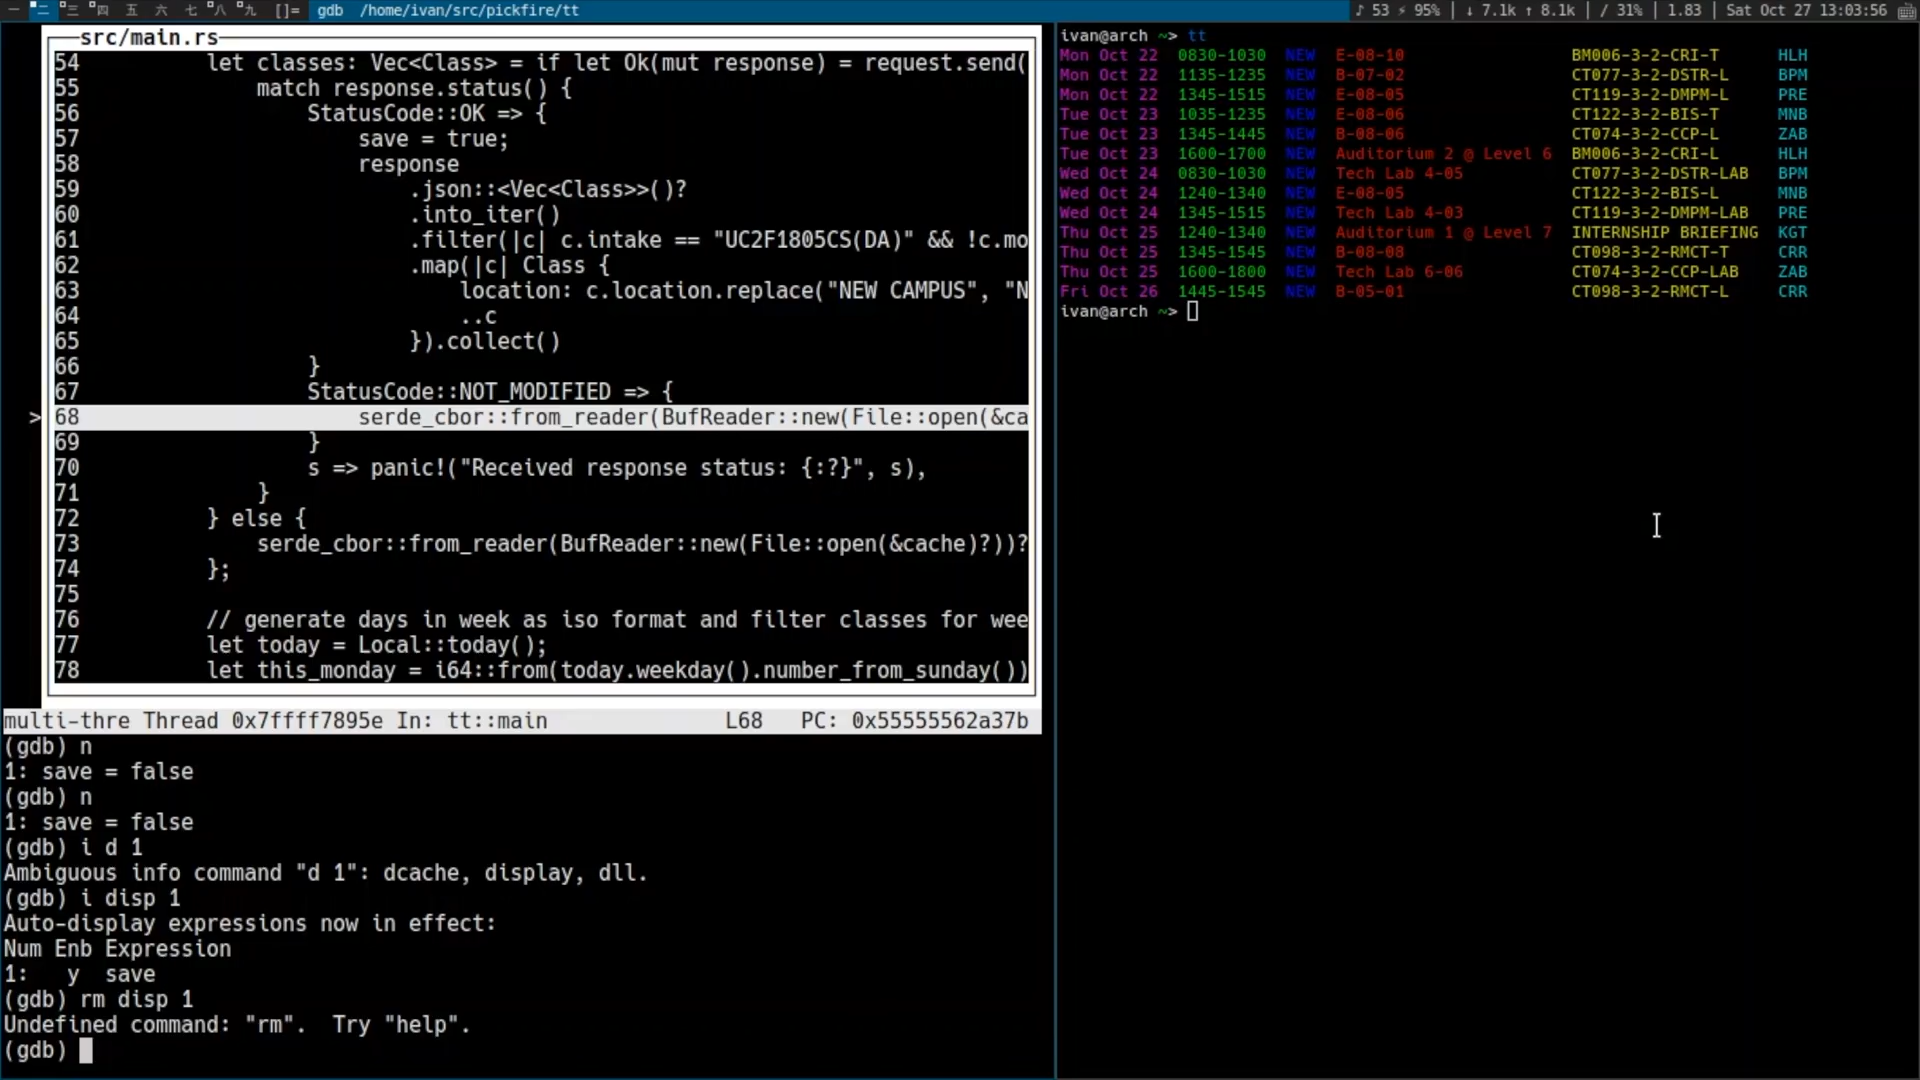 一 二 三 四 五 六 七 八 九 []= gdb /home/ivan/src/pickfire/tt ♪ 53 ⚡ 95% | ↓ 7.1k ↑ 8.1k | / 31% | 1.83 | Sat Oct 27 13:03:56
src/main.rs
54 let classes: Vec<Class> = if let Ok(mut response) = request.send(
55 match response.status() {
56 StatusCode::OK => {
57 save = true;
58 response
59 .json::<Vec<Class>>()?
60 .into_iter()
61 .filter(|c| c.intake == "UC2F1805CS(DA)" && !c.mo
62 .map(|c| Class {
63 location: c.location.replace("NEW CAMPUS", "N
64 ..c
65 }).collect()
66 }
67 StatusCode::NOT_MODIFIED => {
> 68 serde_cbor::from_reader(BufReader::new(File::open(&ca
69 }
70 s => panic!("Received response status: {:?}", s),
71 }
72 } else {
73 serde_cbor::from_reader(BufReader::new(File::open(&cache)?))?
74 };
75
76 // generate days in week as iso format and filter classes for wee
77 let today = Local::today();
78 let this_monday = i64::from(today.weekday().number_from_sunday())
multi-thre Thread 0x7ffff7895e In: tt::main L68 PC: 0x55555562a37b
(gdb) n
1: save = false
(gdb) n
1: save = false
(gdb) i d 1
Ambiguous info command "d 1": dcache, display, dll.
(gdb) i disp 1
Auto-display expressions now in effect:
Num Enb Expression
1: y save
(gdb) rm disp 1
Undefined command: "rm". Try "help".
(gdb)
ivan@arch ~> tt
Mon Oct 22 0830-1030 NEW E-08-10 BM006-3-2-CRI-T HLH
Mon Oct 22 1135-1235 NEW B-07-02 CT077-3-2-DSTR-L BPM
Mon Oct 22 1345-1515 NEW E-08-05 CT119-3-2-DMPM-L PRE
Tue Oct 23 1035-1235 NEW E-08-06 CT122-3-2-BIS-T MNB
Tue Oct 23 1345-1445 NEW B-08-06 CT074-3-2-CCP-L ZAB
Tue Oct 23 1600-1700 NEW Auditorium 2 @ Level 6 BM006-3-2-CRI-L HLH
Wed Oct 24 0830-1030 NEW Tech Lab 4-05 CT077-3-2-DSTR-LAB BPM
Wed Oct 24 1240-1340 NEW E-08-05 CT122-3-2-BIS-L MNB
Wed Oct 24 1345-1515 NEW Tech Lab 4-03 CT119-3-2-DMPM-LAB PRE
Thu Oct 25 1240-1340 NEW Auditorium 1 @ Level 7 INTERNSHIP BRIEFING KGT
Thu Oct 25 1345-1545 NEW B-08-08 CT098-3-2-RMCT-T CRR
Thu Oct 25 1600-1800 NEW Tech Lab 6-06 CT074-3-2-CCP-LAB ZAB
Fri Oct 26 1445-1545 NEW B-05-01 CT098-3-2-RMCT-L CRR
ivan@arch ~>